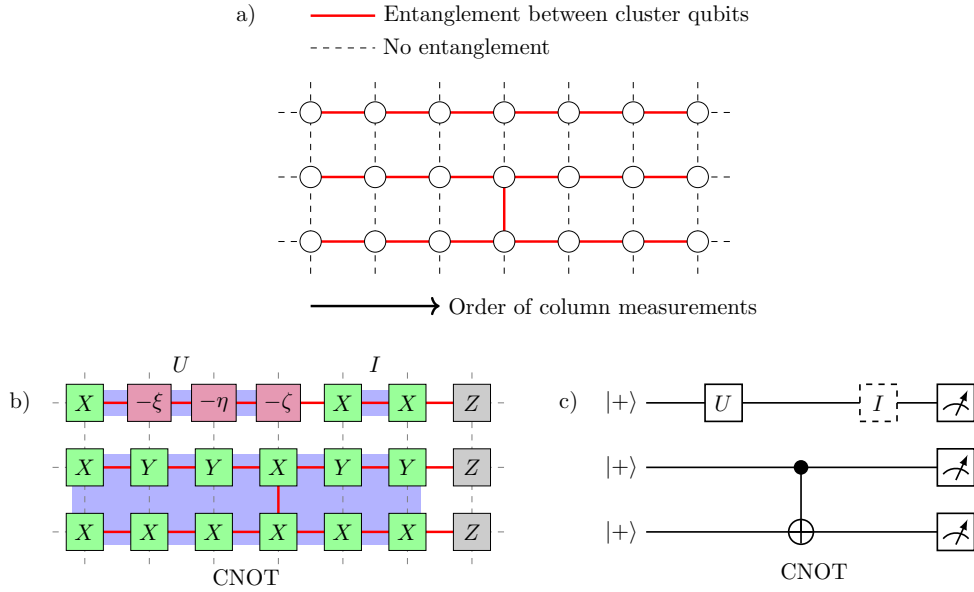 a)
Entanglement between cluster qubits
No entanglement
Order of column measurements
b)
U I
X −ξ −η −ζ X X Z
X Y Y X Y Y Z
X X X X X X Z
CNOT
c)
|+⟩ U I
|+⟩
|+⟩
CNOT